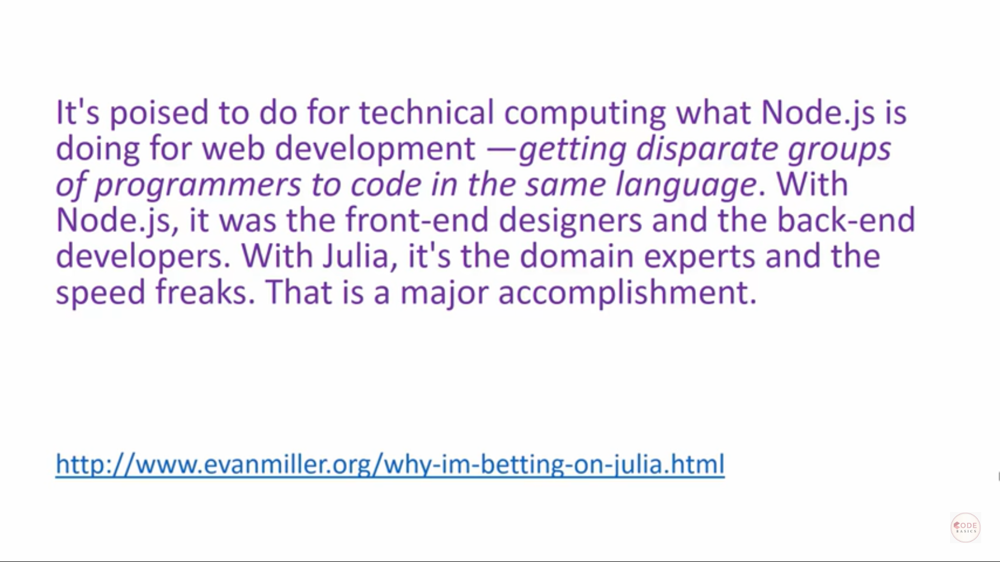 It's poised to do for technical computing what Node.js is
doing for web development —getting disparate groups
of programmers to code in the same language. With
Node.js, it was the front-end designers and the back-end
developers. With Julia, it's the domain experts and the
speed freaks. That is a major accomplishment.
http://www.evanmiller.org/why-im-betting-on-julia.html
CODE
BASICS